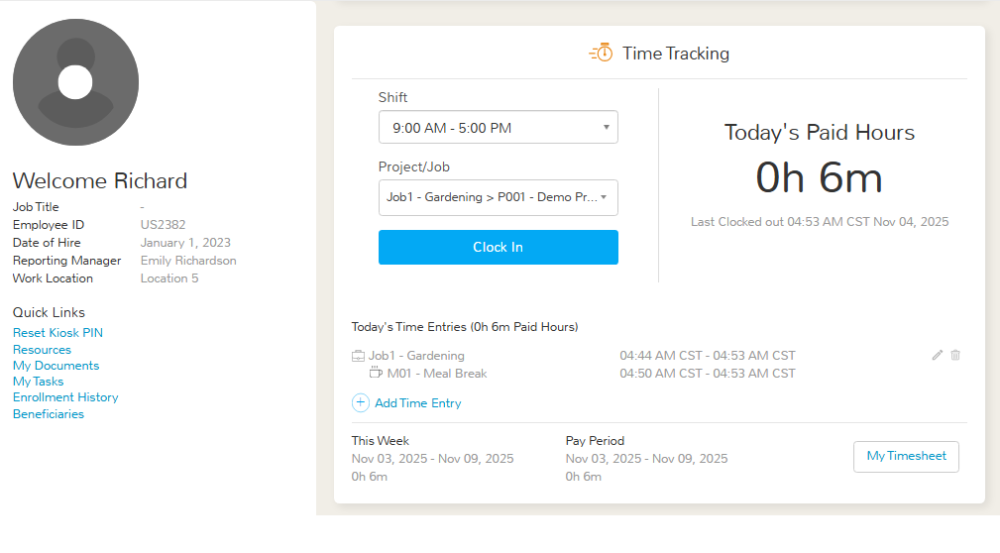 Welcome Richard
Job Title -
Employee ID US2382
Date of Hire January 1, 2023
Reporting Manager Emily Richardson
Work Location Location 5
Quick Links
Reset Kiosk PIN
Resources
My Documents
My Tasks
Enrollment History
Beneficiaries
Time Tracking
Shift
9:00 AM - 5:00 PM
Project/Job
Job1 - Gardening > P001 - Demo Pr...
Clock In
Today's Paid Hours
0h 6m
Last Clocked out 04:53 AM CST Nov 04, 2025
Today's Time Entries (0h 6m Paid Hours)
Job1 - Gardening 04:44 AM CST - 04:53 AM CST
M01 - Meal Break 04:50 AM CST - 04:53 AM CST
Add Time Entry
This Week
Nov 03, 2025 - Nov 09, 2025
0h 6m
Pay Period
Nov 03, 2025 - Nov 09, 2025
0h 6m
My Timesheet